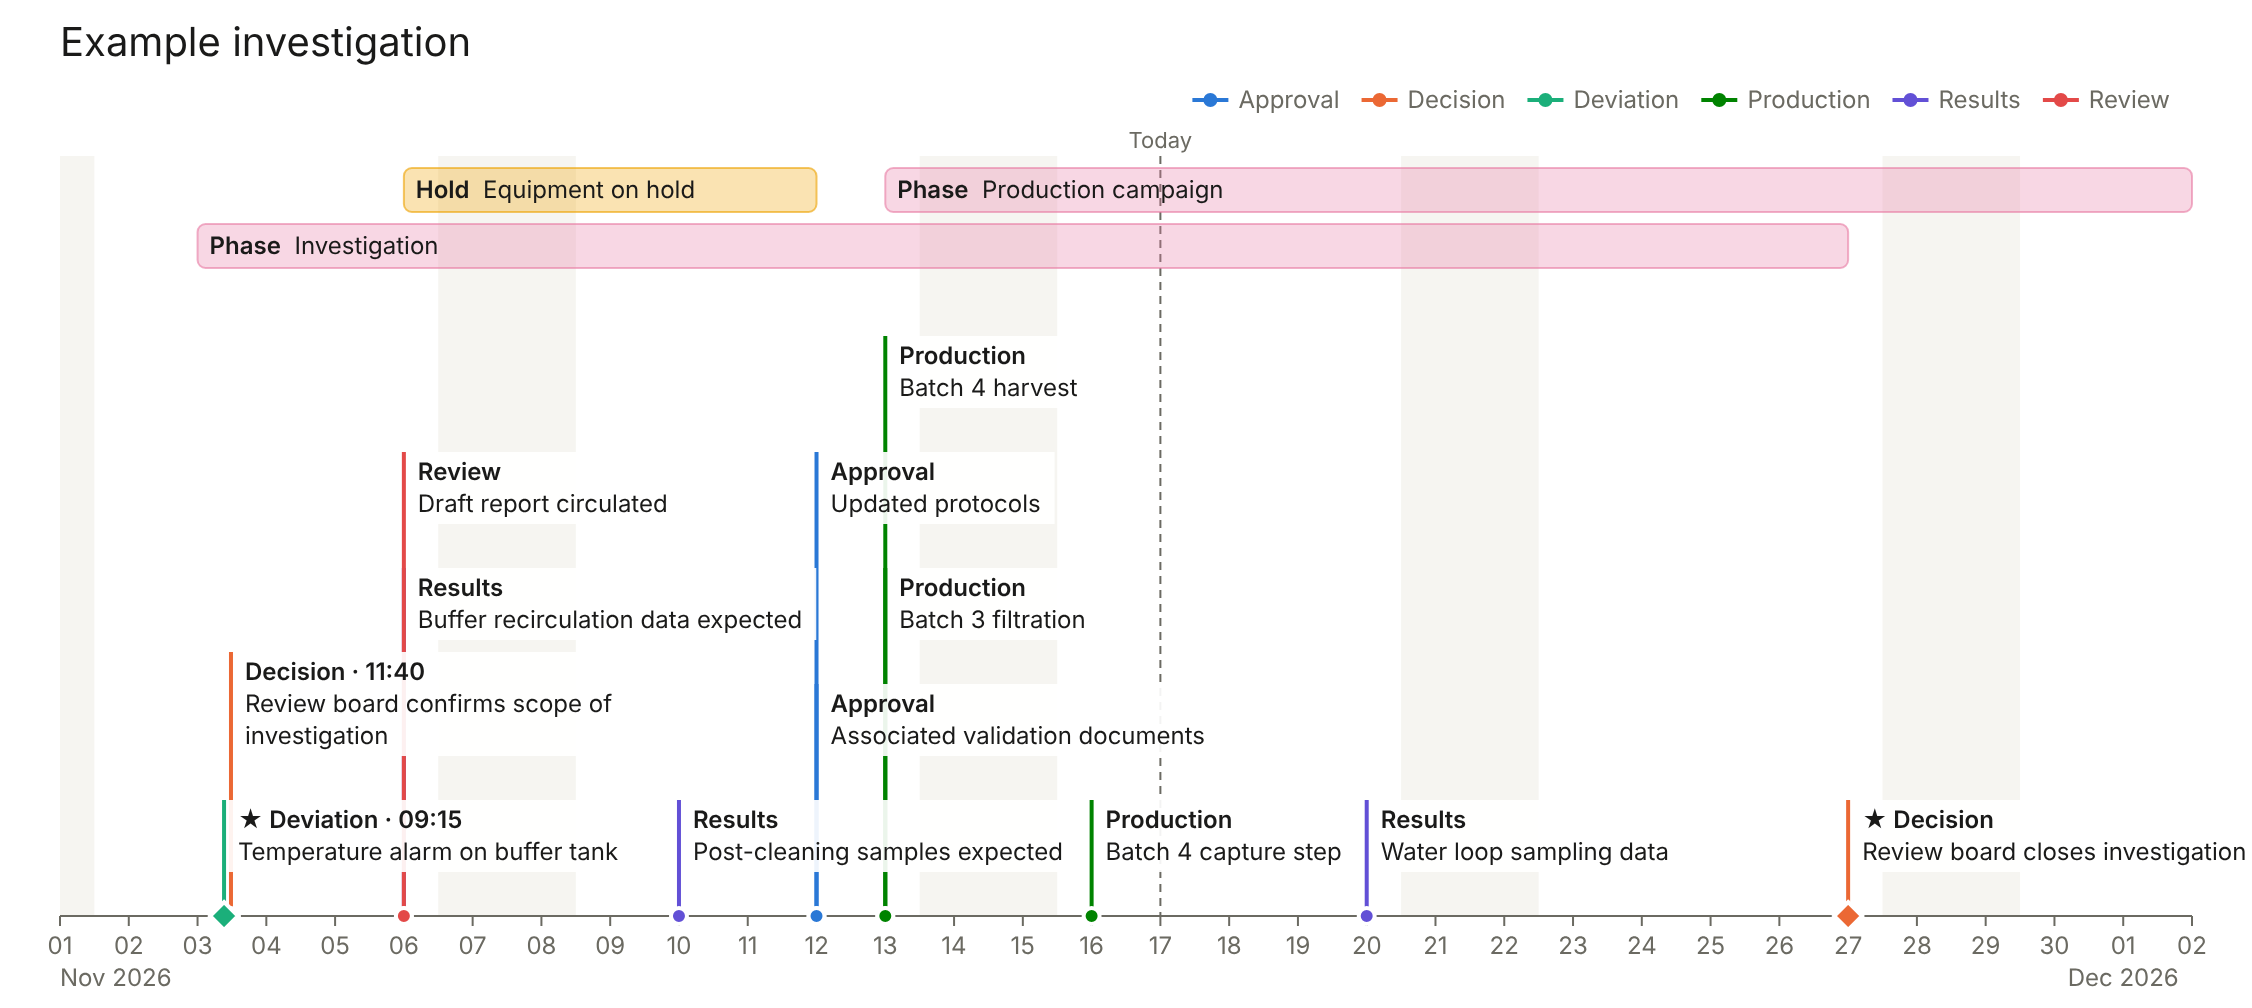 Example investigation
Approval
Decision
Deviation
Production
Results
Review
Today
Hold Equipment on hold
Phase Production campaign
Phase Investigation
Production
Batch 4 harvest
Review
Draft report circulated
Approval
Updated protocols
Results
Buffer recirculation data expected
Production
Batch 3 filtration
Decision · 11:40
Review board confirms scope of
investigation
Approval
Associated validation documents
★ Deviation · 09:15
Temperature alarm on buffer tank
Results
Post-cleaning samples expected
Production
Batch 4 capture step
Results
Water loop sampling data
★ Decision
Review board closes investigation
01 02 03 04 05 06 07 08 09 10 11 12 13 14 15 16 17 18 19 20 21 22 23 24 25 26 27 28 29 30 01 02
Nov 2026 Dec 2026